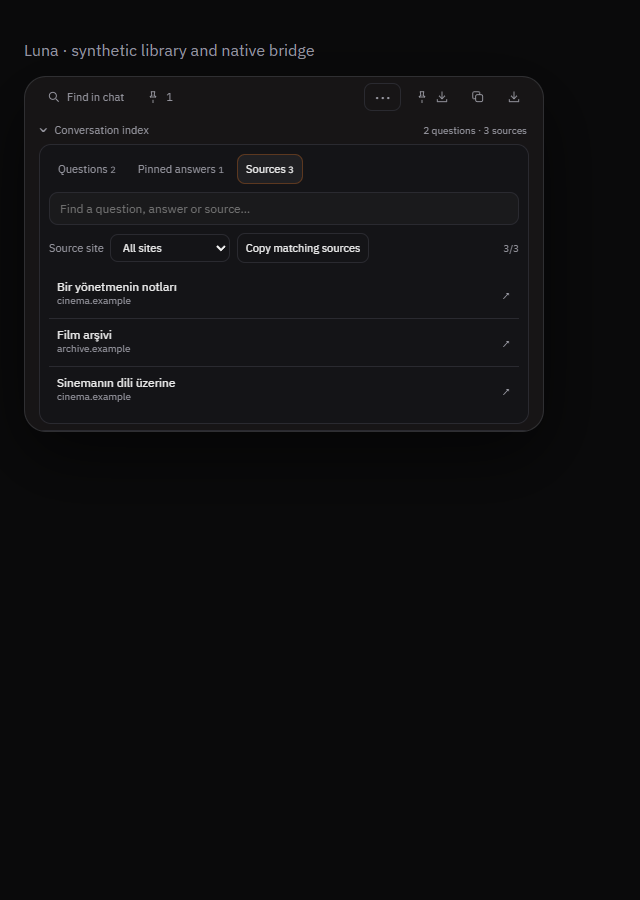 Luna · synthetic library and native bridge
Find in chat 1 ...
Conversation index 2 questions · 3 sources
Questions 2 Pinned answers 1 Sources 3
Find a question, answer or source...
Source site All sites Copy matching sources 3/3
Bir yönetmenin notları
cinema.example
Film arşivi
archive.example
Sinemanın dili üzerine
cinema.example